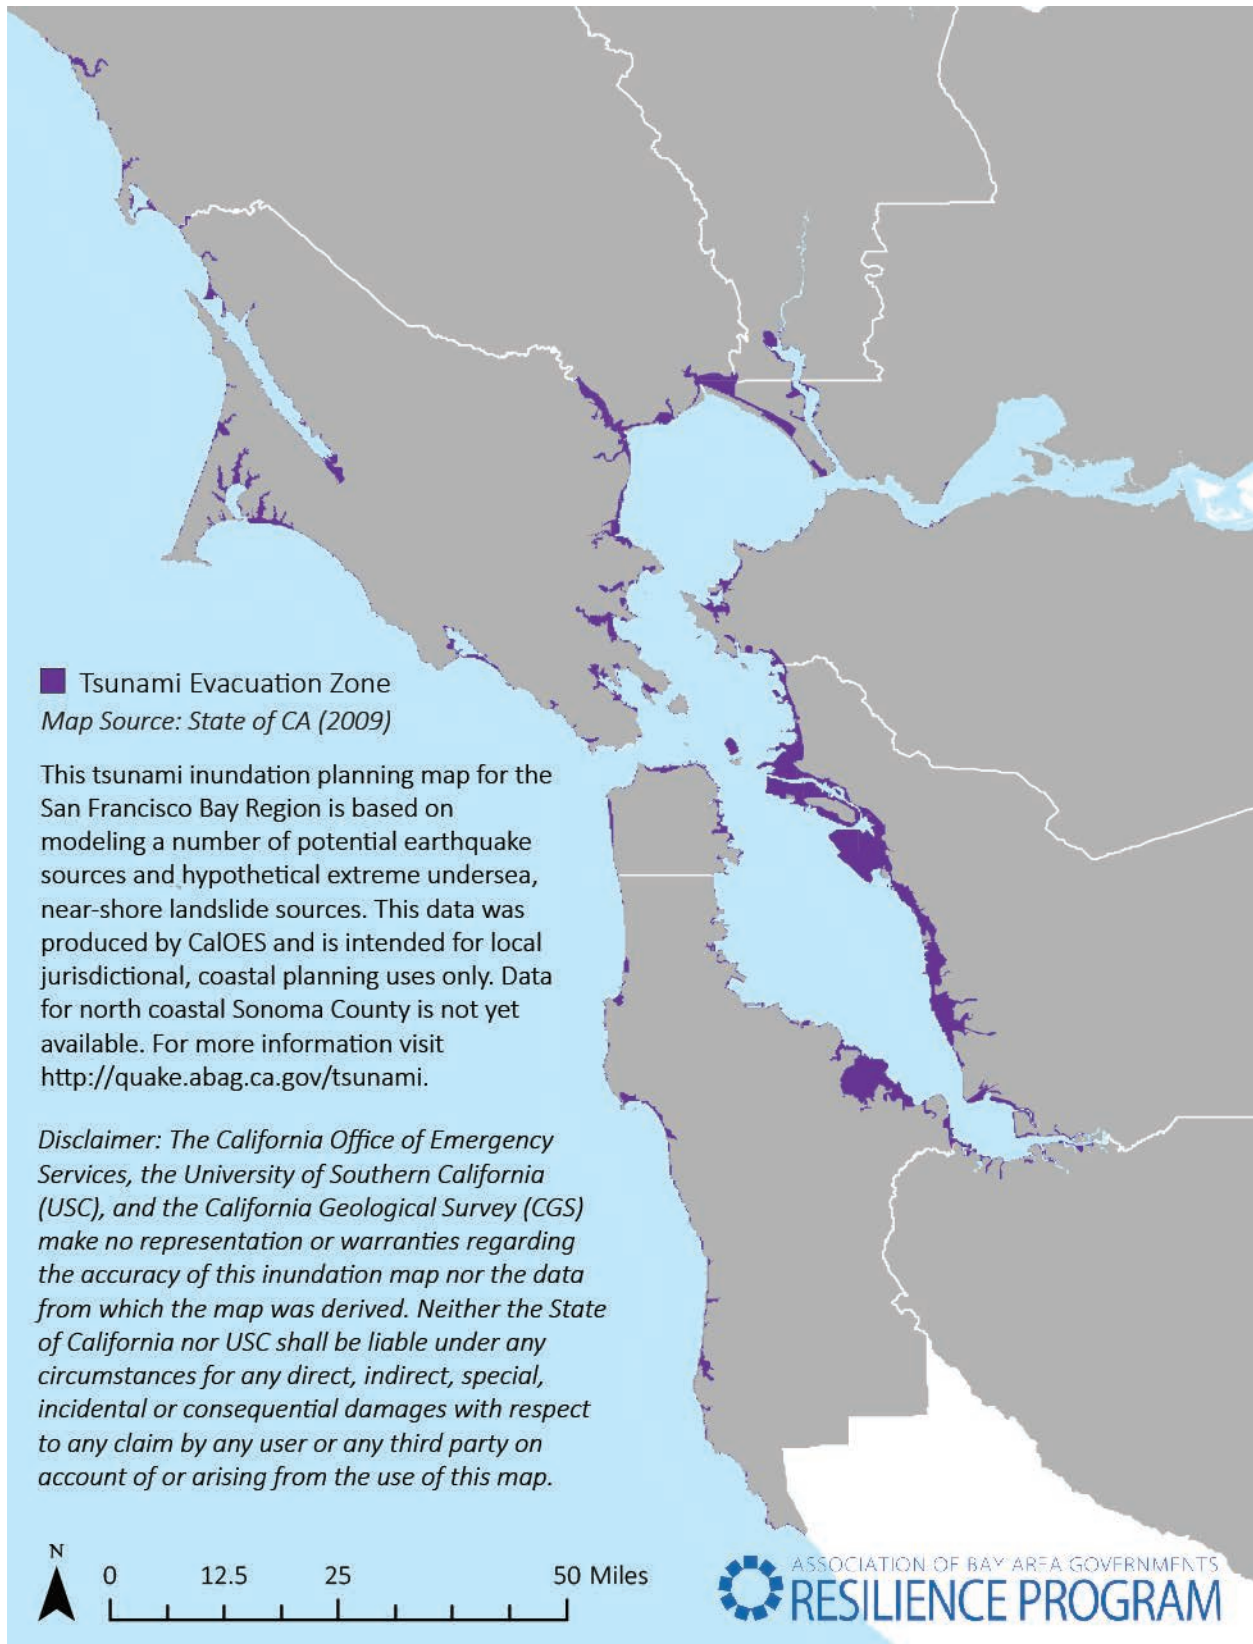 Tsunami Evacuation Zone
Map Source: State of CA (2009)
This tsunami inundation planning map for the
San Francisco Bay Region is based on
modeling a number of potential earthquake
sources and hypothetical extreme undersea,
near-shore landslide sources. This data was
produced by CalOES and is intended for local
jurisdictional, coastal planning uses only. Data
for north coastal Sonoma County is not yet
available. For more information visit
http://quake.abag.ca.gov/tsunami.
Disclaimer: The California Office of Emergency
Services, the University of Southern California
(USC), and the California Geological Survey (CGS)
make no representation or warranties regarding
the accuracy of this inundation map nor the data
from which the map was derived. Neither the State
of California nor USC shall be liable under any
circumstances for any direct, indirect, special,
incidental or consequential damages with respect
to any claim by any user or any third party on
account of or arising from the use of this map.
N
0 12.5 25 50 Miles
ASSOCIATION OF BAY AREA GOVERNMENTS
RESILIENCE PROGRAM